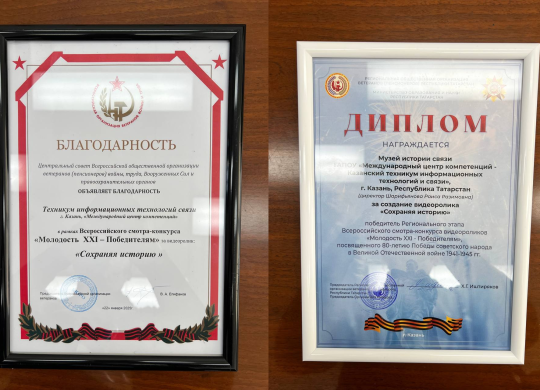 БЛАГОДАРНОСТЬ
Центральный совет Всероссийской общественной организации
ветеранов (пенсионеров) войны, труда, Вооруженных Сил и
правоохранительных органов
ОБЪЯВЛЯЕТ БЛАГОДАРНОСТЬ
Техникум информационных технологий связи
г. Казань, «Международный центр компетенций»
в рамках Всероссийского смотра-конкурса
«Молодость XXI – Победителям» за видеоролик:
«Сохраняя историю»
ДИПЛОМ
НАГРАЖДАЕТСЯ
Музей истории связи
«Международный центр компетенций -
Казанский техникум информационных
технологий и связи»,
г. Казань, Республика Татарстан
за создание видеоролика
«Сохраняю историю»
победитель Регионального этапа
Всероссийского смотра-конкурса видеороликов
«Молодость XXI - Победителям»,
посвященного 80-летию Победы советского народа
в Великой Отечественной войне 1941-1945 гг.
г. Казань